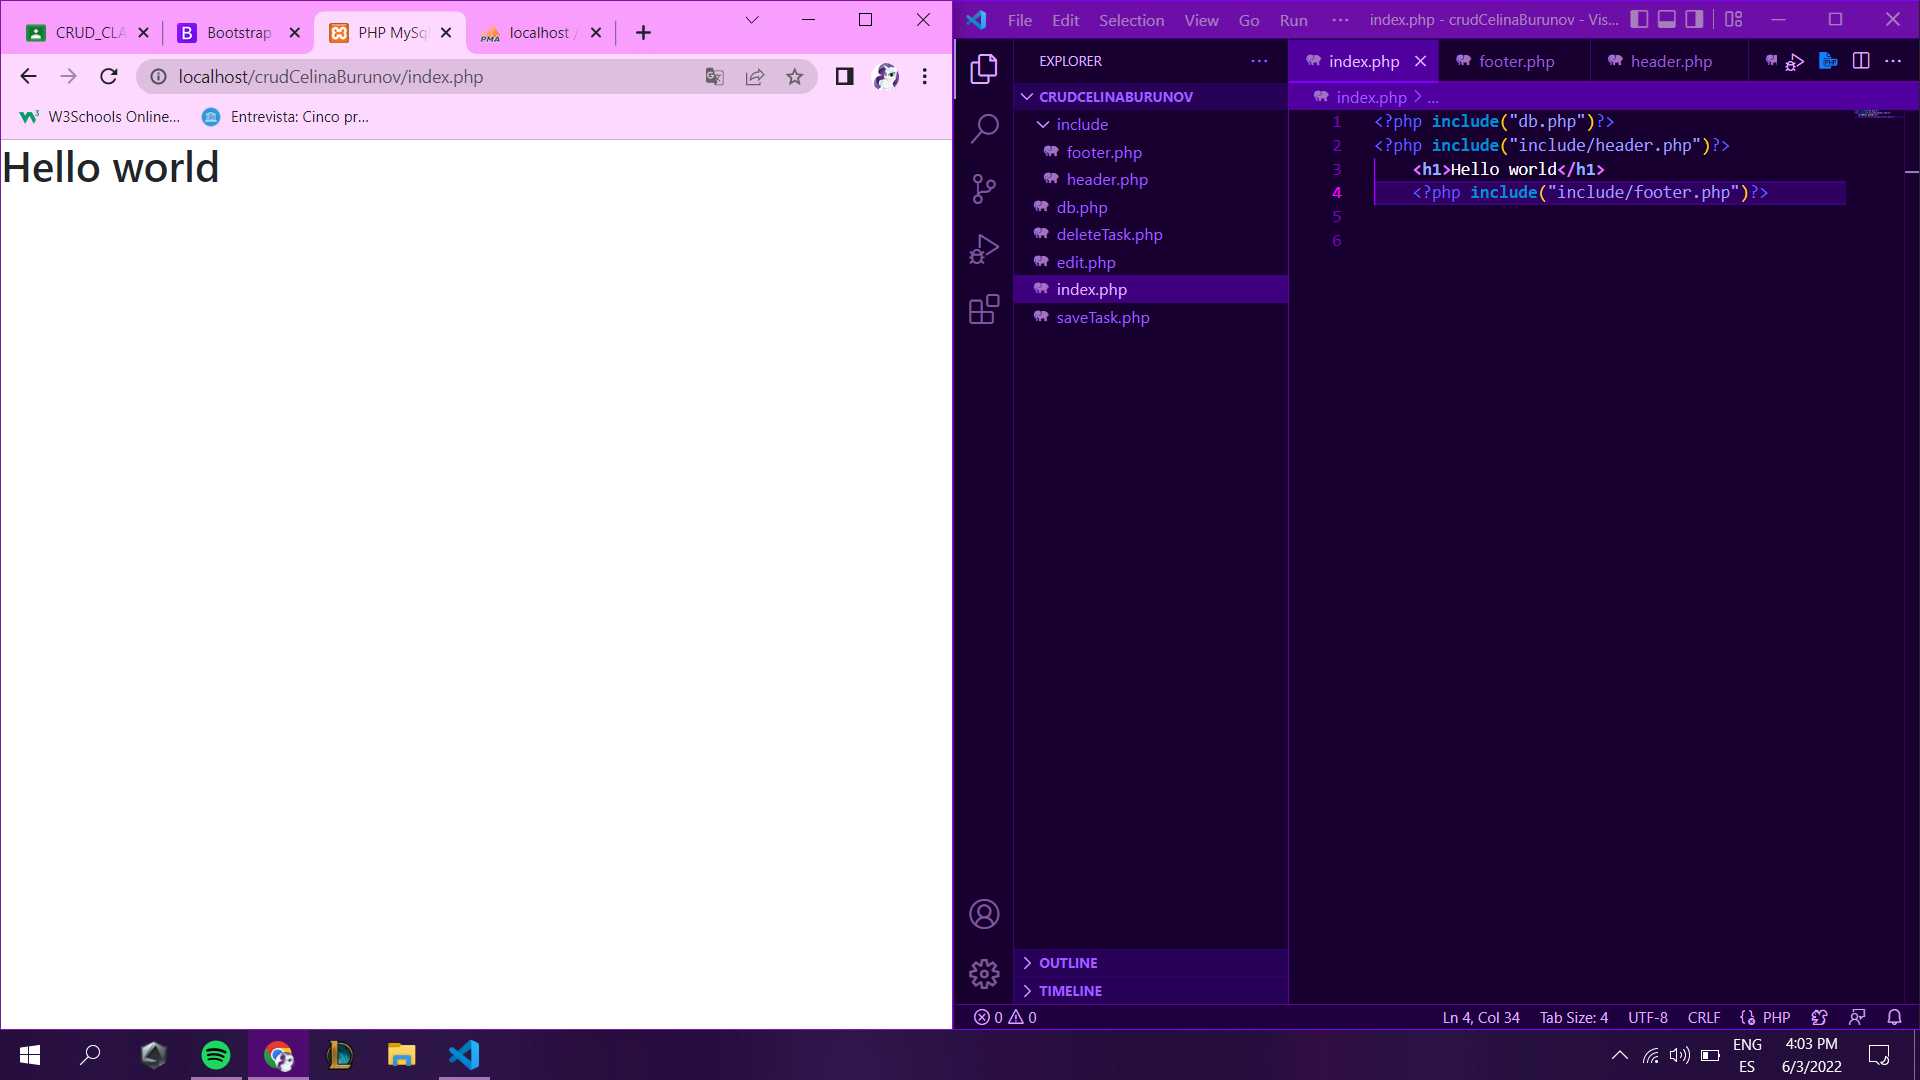 CRUD_CLA
Bootstrap
PHP MySql
localhost /
localhost/crudCelinaBurunov/index.php
W3Schools Online...
Entrevista: Cinco pr...
Hello world
File Edit Selection View Go Run ... index.php - crudCelinaBurunov - Vis...
EXPLORER
CRUDCELINABURUNOV
include
footer.php
header.php
db.php
deleteTask.php
edit.php
index.php
saveTask.php
OUTLINE
TIMELINE
index.php footer.php header.php
index.php > ...
1 <?php include("db.php")?>
2 <?php include("include/header.php")?>
3 <h1>Hello world</h1>
4 <?php include("include/footer.php")?>
5
6
0 0 Ln 4, Col 34 Tab Size: 4 UTF-8 CRLF PHP
ENG
ES
4:03 PM
6/3/2022